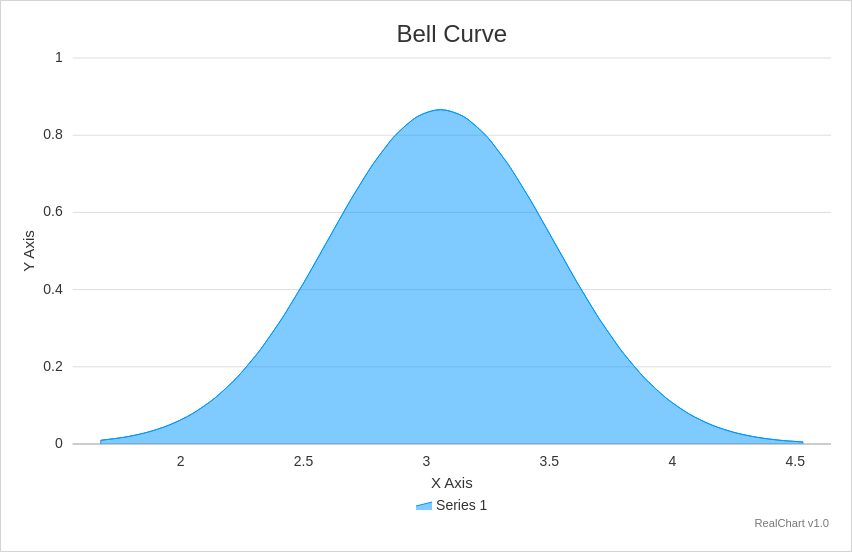 Bell Curve
1
0.8
0.6
0.4
0.2
0
Y Axis
2 2.5 3 3.5 4 4.5
X Axis
Series 1
RealChart v1.0